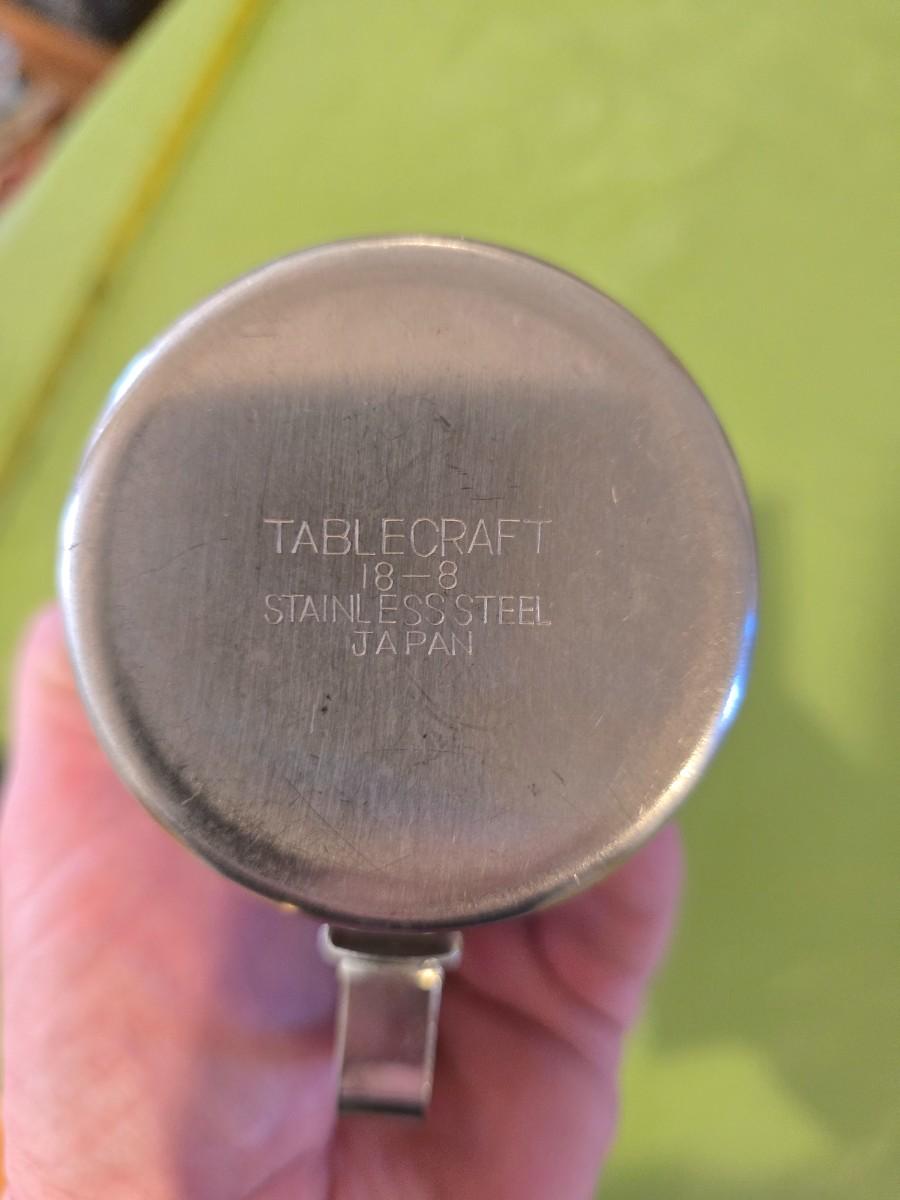 TABLECRAFT
18-8
STAINLESS STEEL
JAPAN